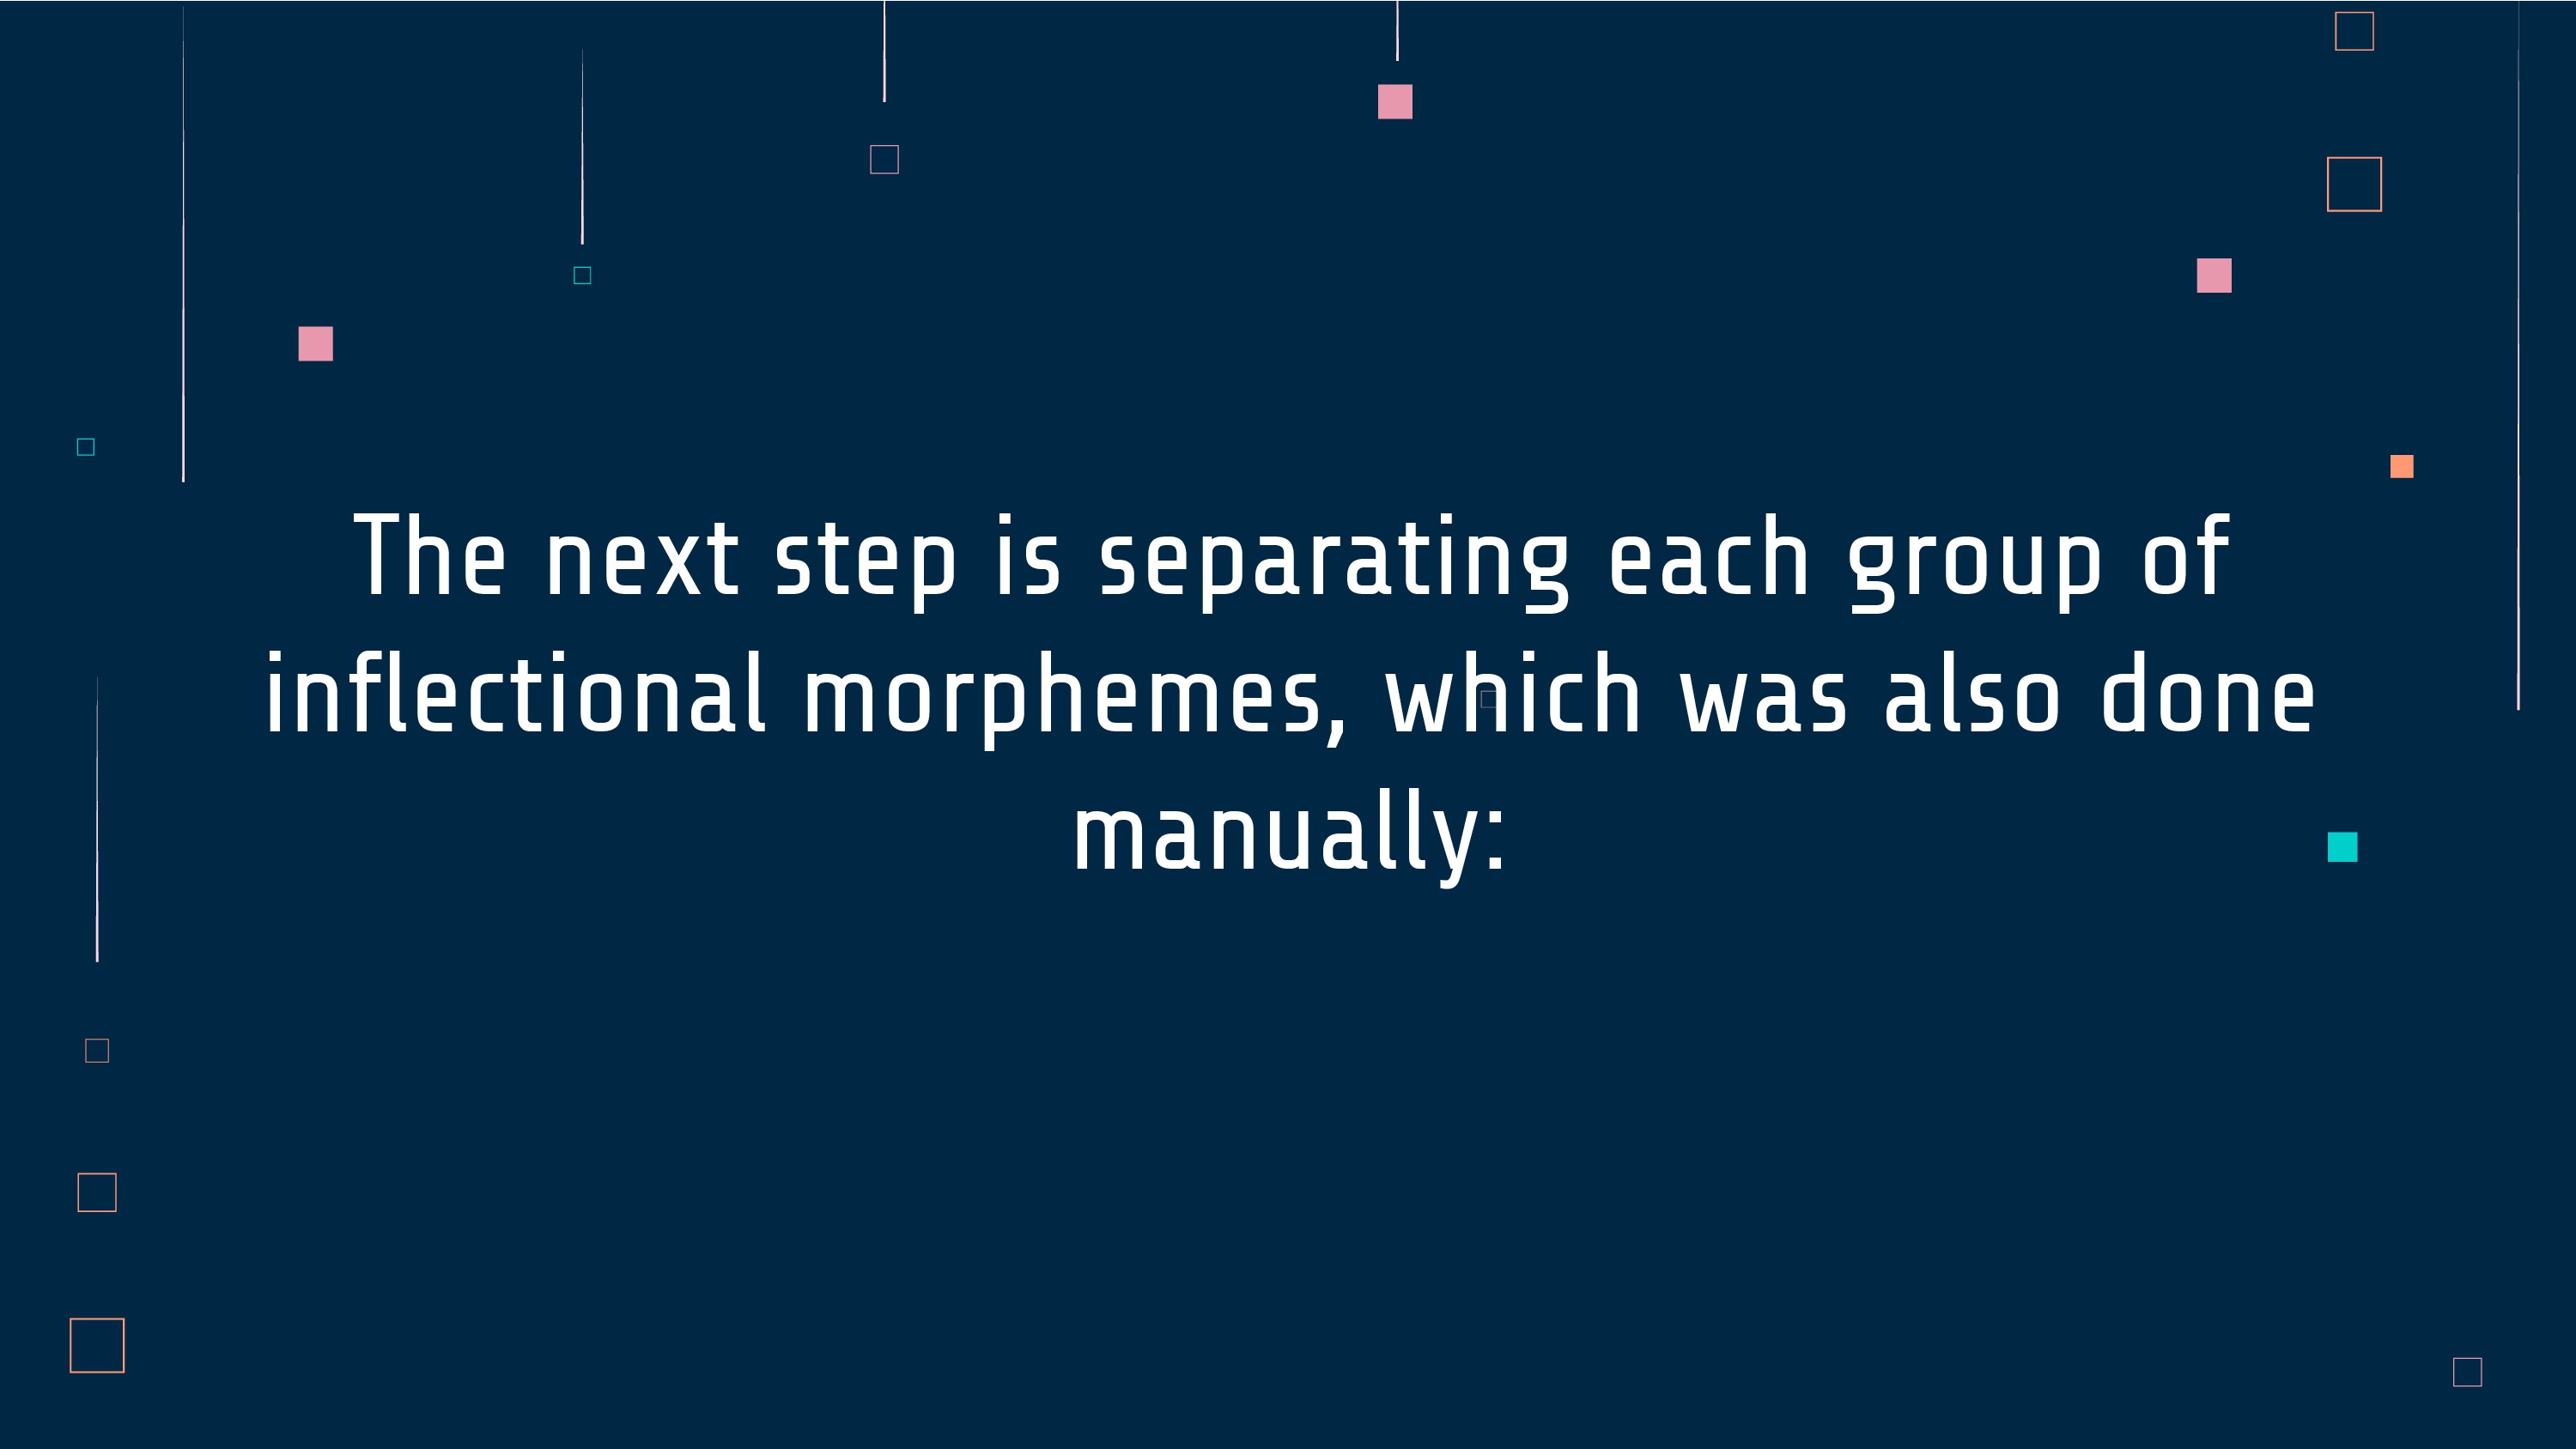 The next step is separating each group of
inflectional morphemes, which was also done
manually: